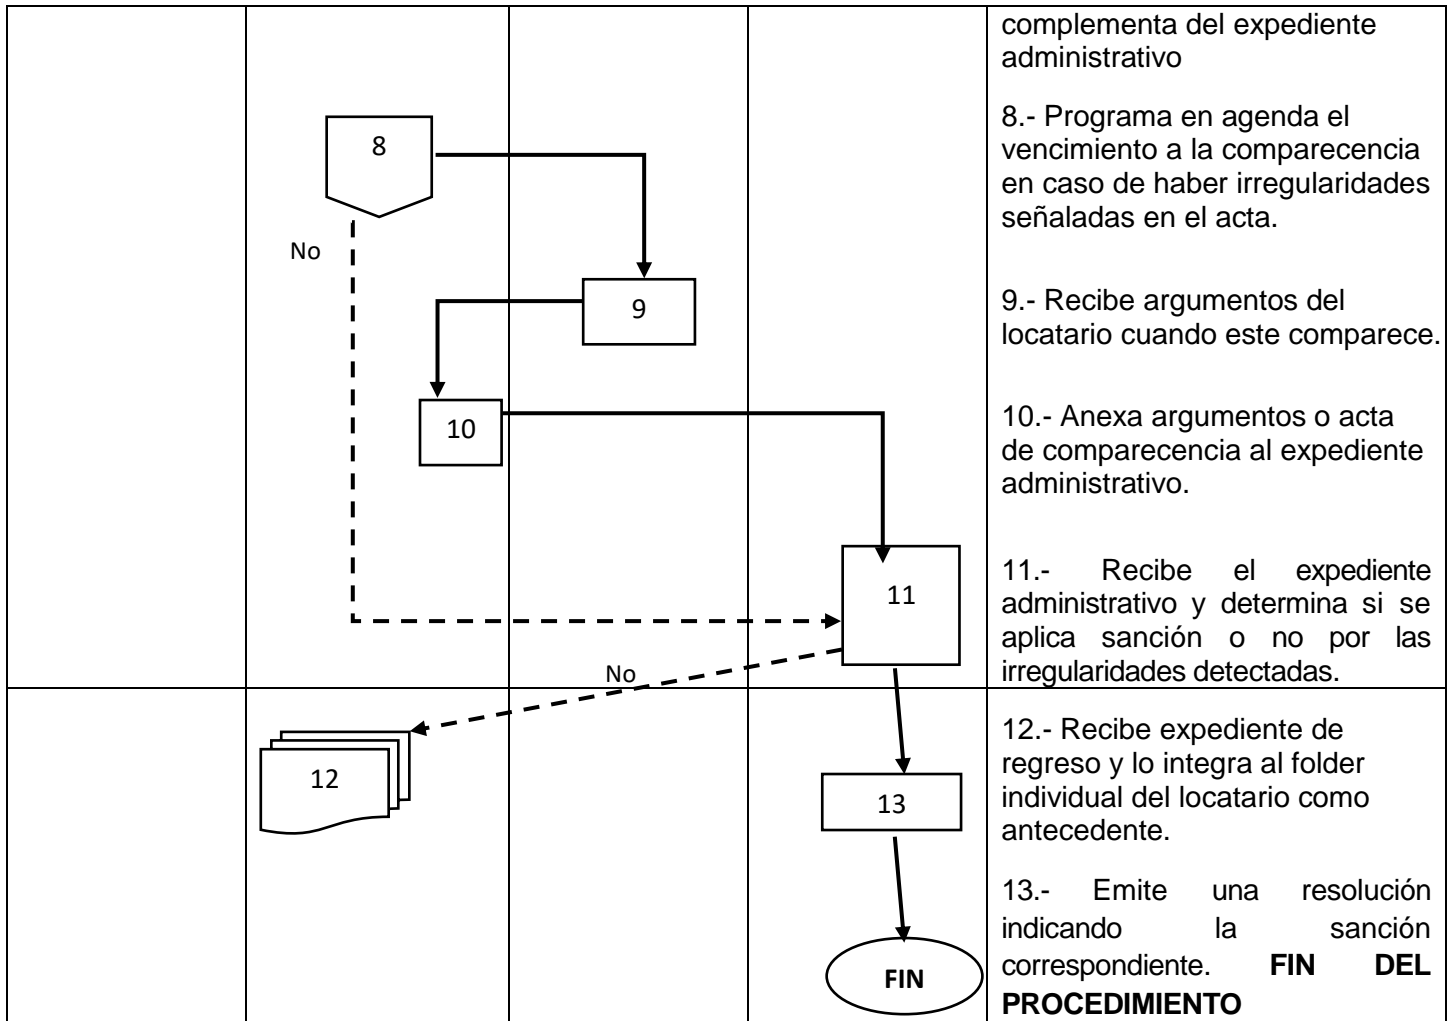 complementa del expediente
administrativo
8.- Programa en agenda el
vencimiento a la comparecencia
en caso de haber irregularidades
señaladas en el acta.
9.- Recibe argumentos del
locatario cuando este comparece.
10.- Anexa argumentos o acta
de comparecencia al expediente
administrativo.
11.- Recibe el expediente
administrativo y determina si se
aplica sanción o no por las
irregularidades detectadas.
12.- Recibe expediente de
regreso y lo integra al folder
individual del locatario como
antecedente.
13.- Emite una resolución
indicando la sanción
correspondiente. FIN DEL
PROCEDIMIENTO
8
No
9
10
11
No
12
13
FIN